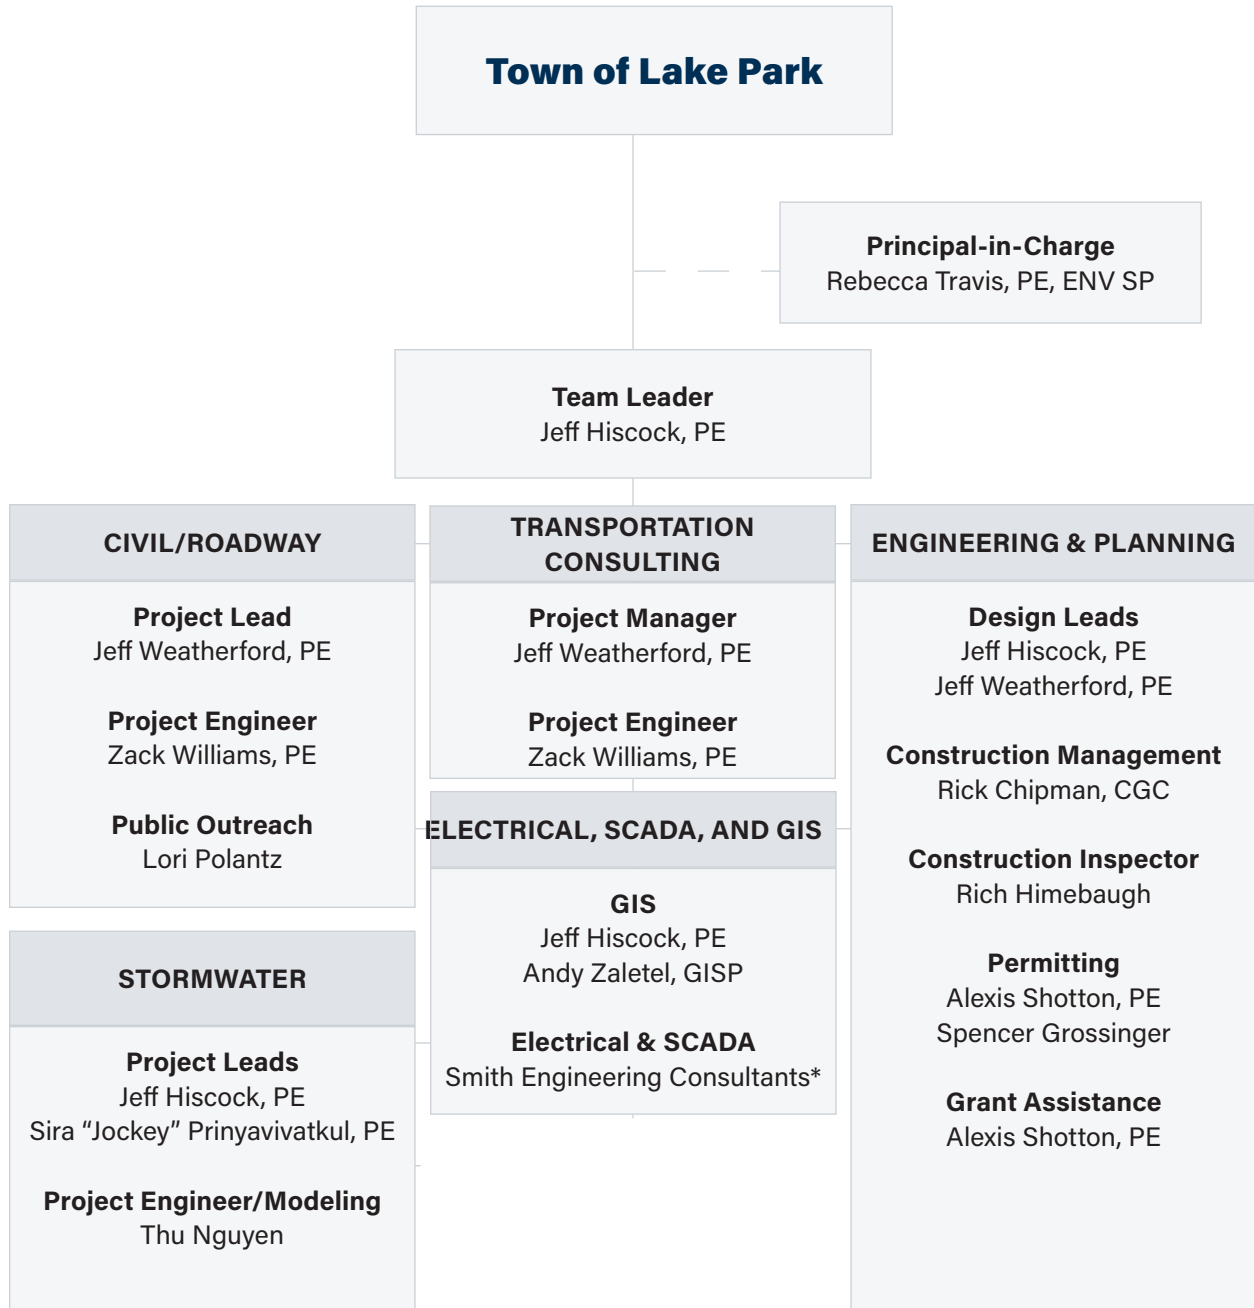 Town of Lake Park
Principal-in-Charge
Rebecca Travis, PE, ENV SP
Team Leader
Jeff Hiscock, PE
CIVIL/ROADWAY
Project Lead
Jeff Weatherford, PE
Project Engineer
Zack Williams, PE
Public Outreach
Lori Polantz
STORMWATER
Project Leads
Jeff Hiscock, PE
Sira “Jockey” Prinyavivatkul, PE
Project Engineer/Modeling
Thu Nguyen
TRANSPORTATION
CONSULTING
Project Manager
Jeff Weatherford, PE
Project Engineer
Zack Williams, PE
ELECTRICAL, SCADA, AND GIS
GIS
Jeff Hiscock, PE
Andy Zaletel, GISP
Electrical & SCADA
Smith Engineering Consultants*
ENGINEERING & PLANNING
Design Leads
Jeff Hiscock, PE
Jeff Weatherford, PE
Construction Management
Rick Chipman, CGC
Construction Inspector
Rich Himebaugh
Permitting
Alexis Shotton, PE
Spencer Grossinger
Grant Assistance
Alexis Shotton, PE